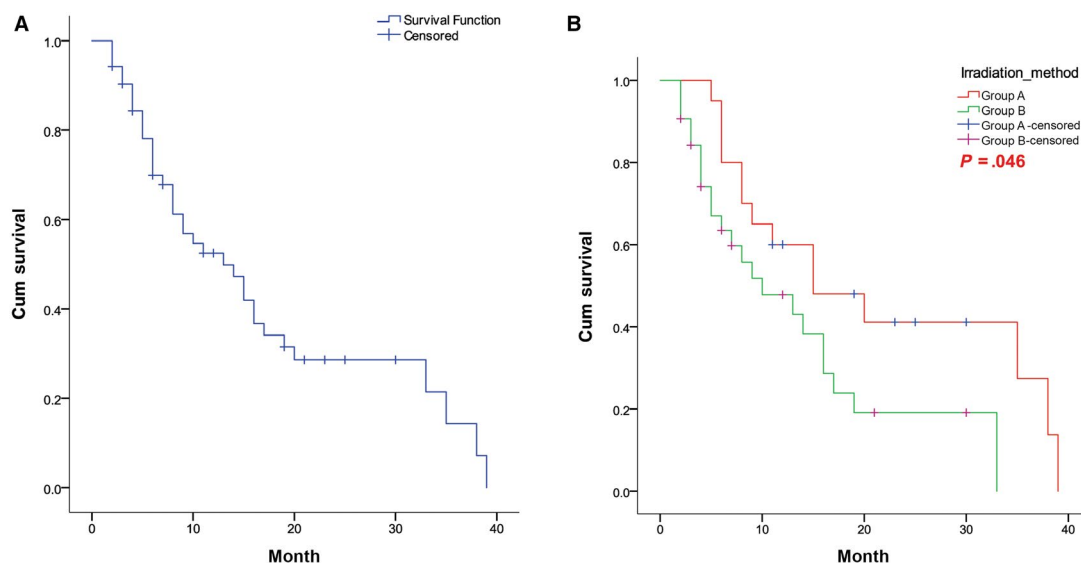 A
Survival Function
Censored
1.0
0.8
0.6
0.4
0.2
0.0
Cum survival
0 10 20 30 40
Month
B
Irradiation_method
Group A
Group B
Group A-censored
Group B-censored
P = .046
1.0
0.8
0.6
0.4
0.2
0.0
Cum survival
0 10 20 30 40
Month